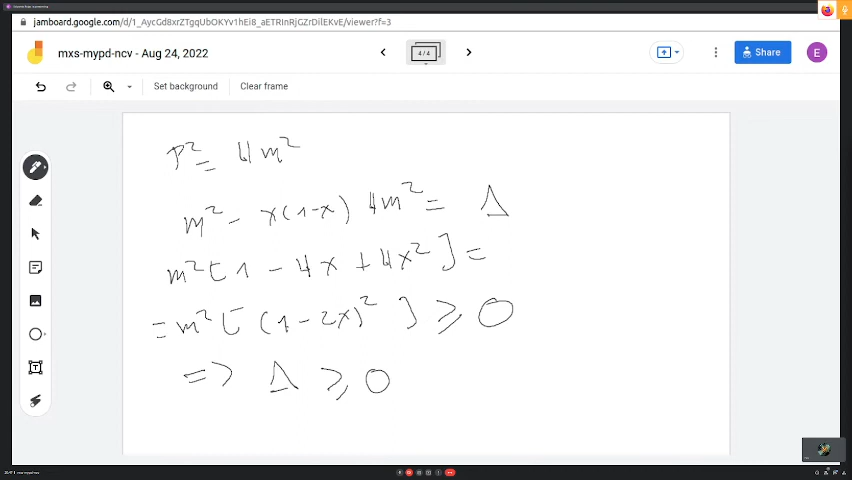 jamboard.google.com/d/1_AycGd8xrZTgqUbOKYv1hEi8_aETRInRjGZrDilEKvE/viewer?f=3
mxs-mypd-ncv - Aug 24, 2022
4/4
Share
E
Set background
Clear frame
P² = 4m²
m² - x(1-x) 4m² = Δ
m² [1 - 4x + 4x²] =
= m² [(1-2x)²] ≥ 0
=> Δ ≥ 0